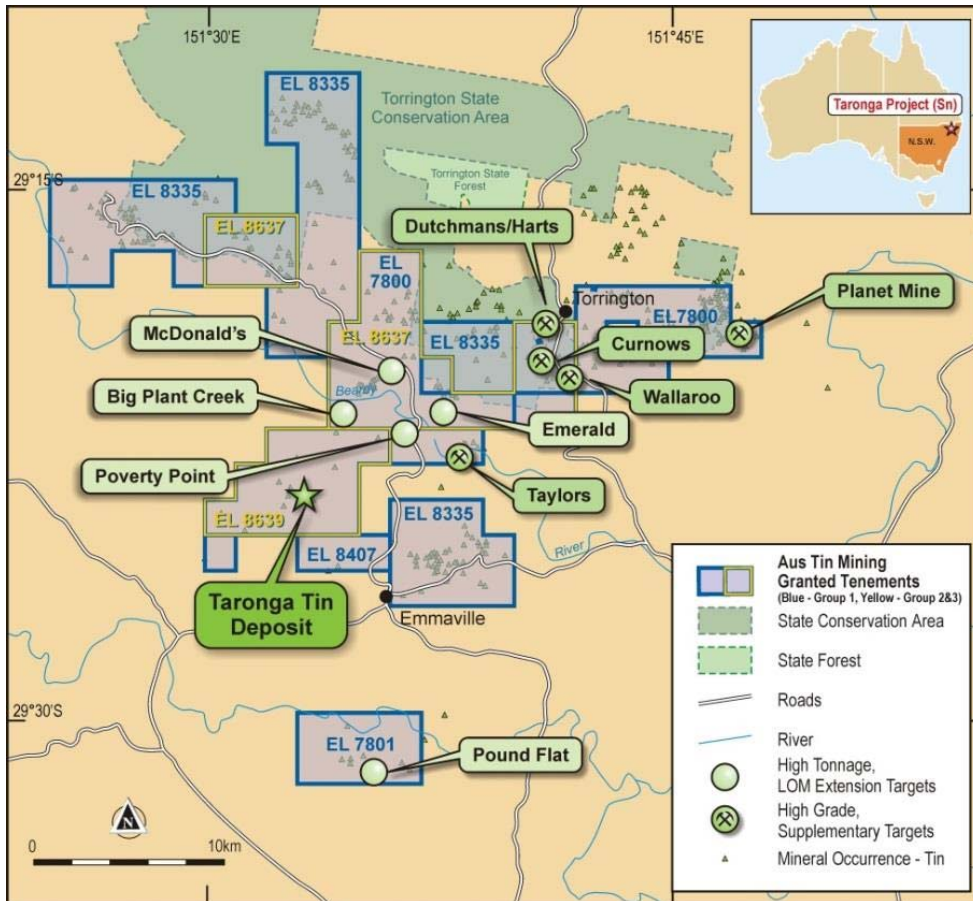 151°30'E
151°45'E
29°15'S
29°30'S
EL 8335
Torrington State
Conservation Area
Torrington State
Forest
EL 8335
EL 8637
Dutchmans/Harts
EL
7800
Torrington
EL7800
Planet Mine
McDonald's
EL 8637
EL 8335
Curnows
Wallaroo
Big Plant Creek
Beardy
Emerald
Poverty Point
Taylors
EL 8639
EL 8335
River
EL 8407
Taronga Tin
Deposit
Emmaville
EL 7801
Pound Flat
N
0
10km
Taronga Project (Sn)
N.S.W.
Aus Tin Mining
Granted Tenements
(Blue - Group 1, Yellow - Group 2&3)
State Conservation Area
State Forest
Roads
River
High Tonnage,
LOM Extension Targets
High Grade,
Supplementary Targets
Mineral Occurrence - Tin